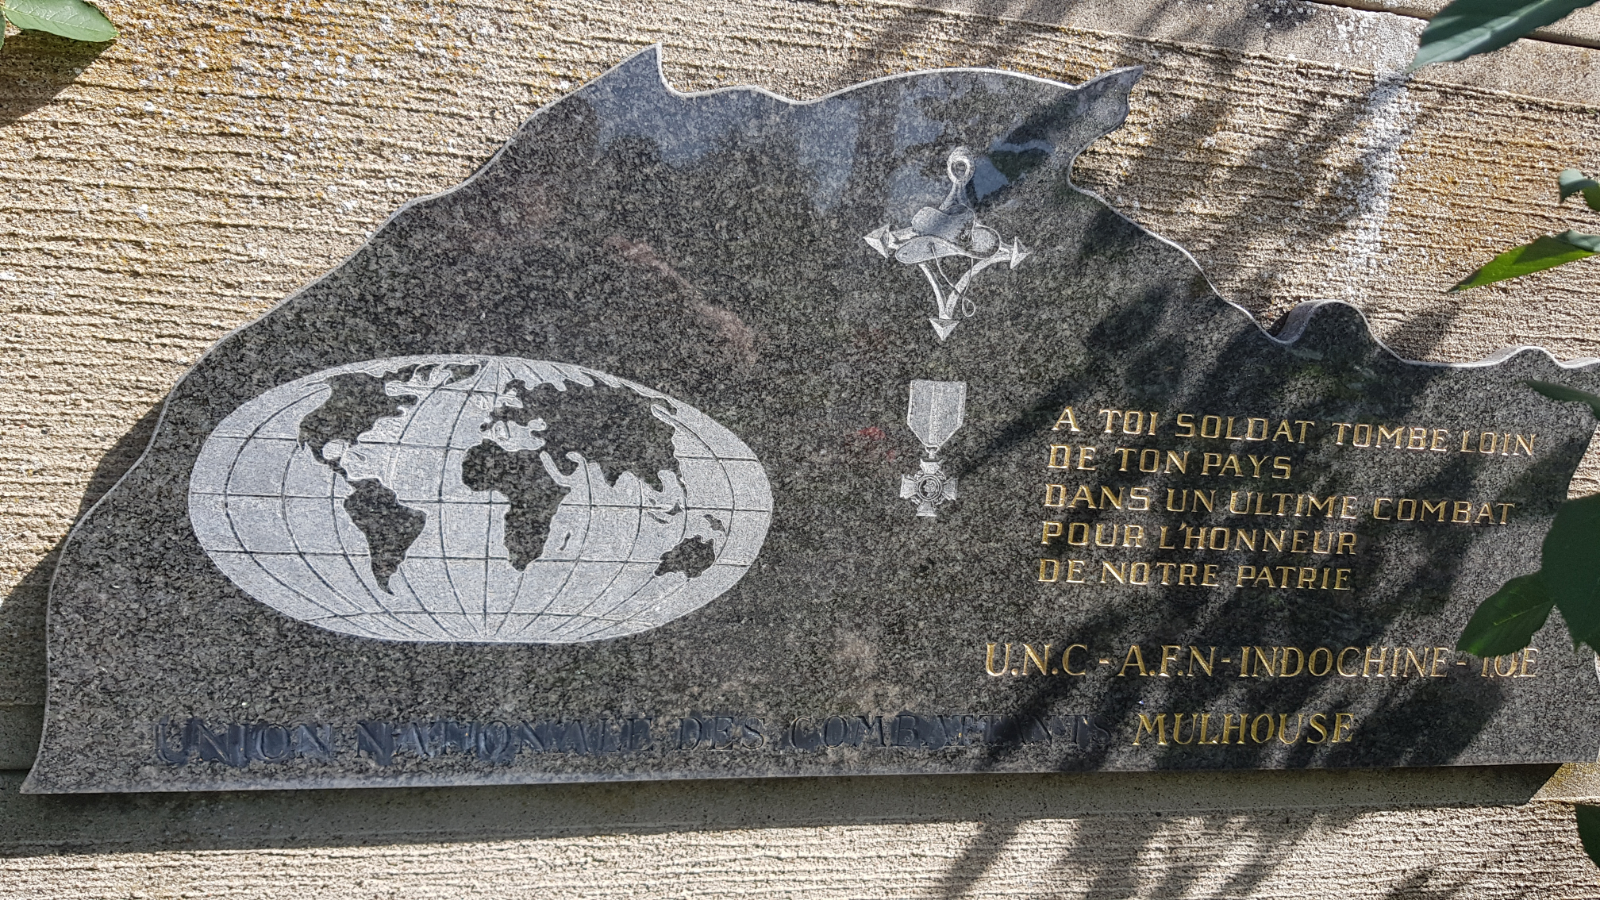 A TOI SOLDAT TOMBE LOIN
DE TON PAYS
DANS UN ULTIME COMBAT
POUR L'HONNEUR
DE NOTRE PATRIE
U.N.C - A.F.N - INDOCHINE - T.O.E
UNION NATIONALE DES COMBATTANTS MULHOUSE